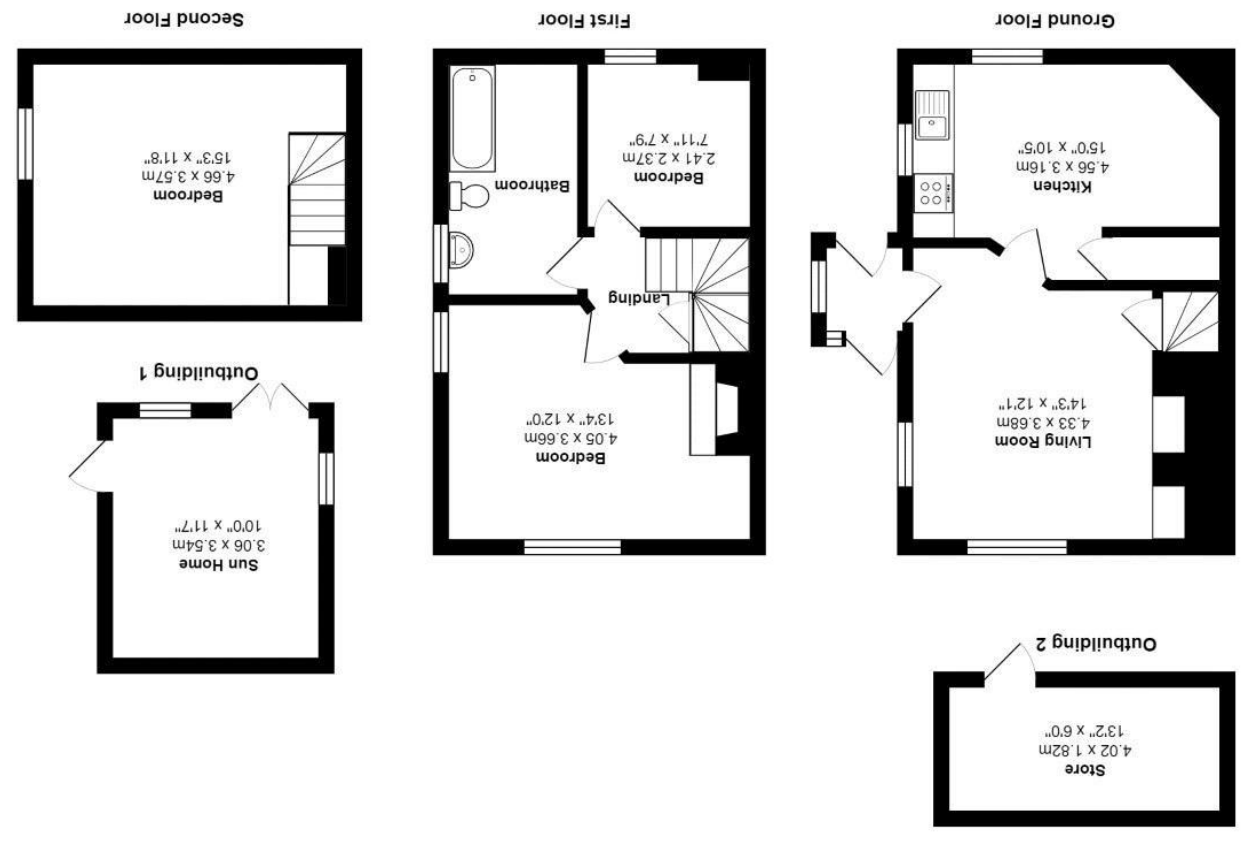 Store
4.02 x 1.82m
13'2" x 6'0"
Outbuilding 2
Living Room
4.33 x 3.68m
14'3" x 12'1"
Kitchen
4.56 x 3.16m
15'0" x 10'5"
Ground Floor
Bedroom
4.05 x 3.66m
13'4" x 12'0"
Landing
Bedroom
2.41 x 2.37m
7'11" x 7'9"
Bathroom
First Floor
Sun Home
3.06 x 3.54m
10'0" x 11'7"
Outbuilding 1
Bedroom
4.66 x 3.57m
15'3" x 11'8"
Second Floor